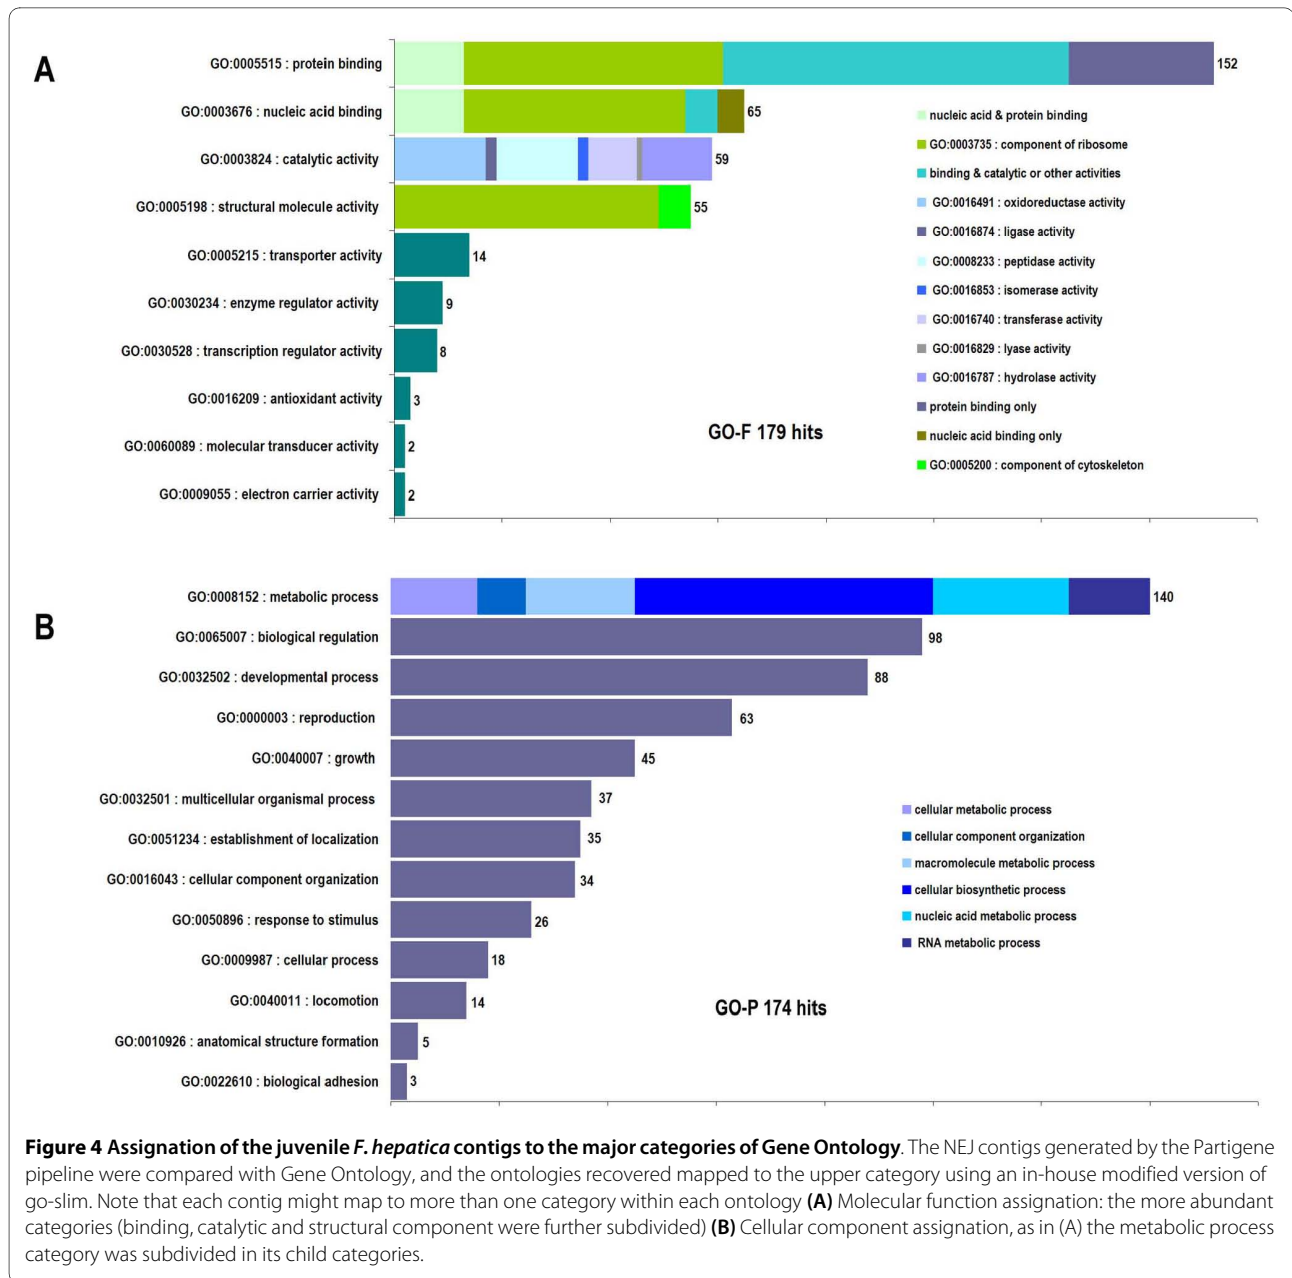 A
GO:0005515 : protein binding
152
GO:0003676 : nucleic acid binding
65
GO:0003824 : catalytic activity
59
GO:0005198 : structural molecule activity
55
GO:0005215 : transporter activity
14
GO:0030234 : enzyme regulator activity
9
GO:0030528 : transcription regulator activity
8
GO:0016209 : antioxidant activity
3
GO:0060089 : molecular transducer activity
2
GO:0009055 : electron carrier activity
2
nucleic acid & protein binding
GO:0003735 : component of ribosome
binding & catalytic or other activities
GO:0016491 : oxidoreductase activity
GO:0016874 : ligase activity
GO:0008233 : peptidase activity
GO:0016853 : isomerase activity
GO:0016740 : transferase activity
GO:0016829 : lyase activity
GO:0016787 : hydrolase activity
protein binding only
nucleic acid binding only
GO:0005200 : component of cytoskeleton
GO-F 179 hits
B
GO:0008152 : metabolic process
140
GO:0065007 : biological regulation
98
GO:0032502 : developmental process
88
GO:0000003 : reproduction
63
GO:0040007 : growth
45
GO:0032501 : multicellular organismal process
37
GO:0051234 : establishment of localization
35
GO:0016043 : cellular component organization
34
GO:0050896 : response to stimulus
26
GO:0009987 : cellular process
18
GO:0040011 : locomotion
14
GO:0010926 : anatomical structure formation
5
GO:0022610 : biological adhesion
3
cellular metabolic process
cellular component organization
macromolecule metabolic process
cellular biosynthetic process
nucleic acid metabolic process
RNA metabolic process
GO-P 174 hits
Figure 4 Assignation of the juvenile F. hepatica contigs to the major categories of Gene Ontology. The NEJ contigs generated by the Partigene
pipeline were compared with Gene Ontology, and the ontologies recovered mapped to the upper category using an in-house modified version of
go-slim. Note that each contig might map to more than one category within each ontology (A) Molecular function assignation: the more abundant
categories (binding, catalytic and structural component were further subdivided) (B) Cellular component assignation, as in (A) the metabolic process
category was subdivided in its child categories.